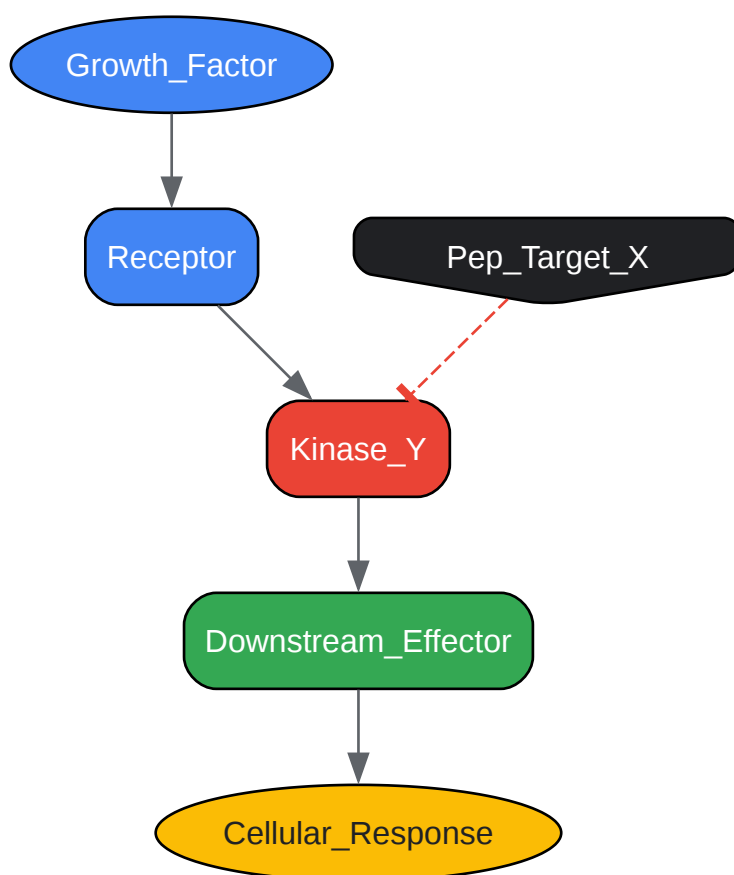 Growth_Factor
Receptor
Pep_Target_X
Kinase_Y
Downstream_Effector
Cellular_Response